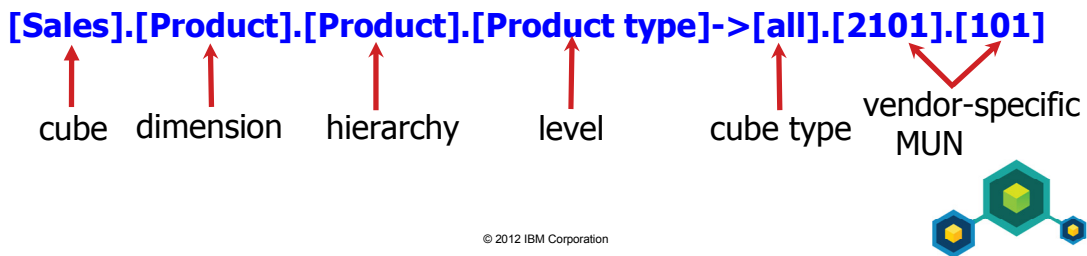 [Sales].[Product].[Product].[Product type]->[all].[2101].[101]
cube dimension hierarchy level cube type vendor-specific
MUN
© 2012 IBM Corporation